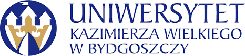 UNIWERSYTET
KAZIMIERZA WIELKIEGO
W BYDGOSZCZY